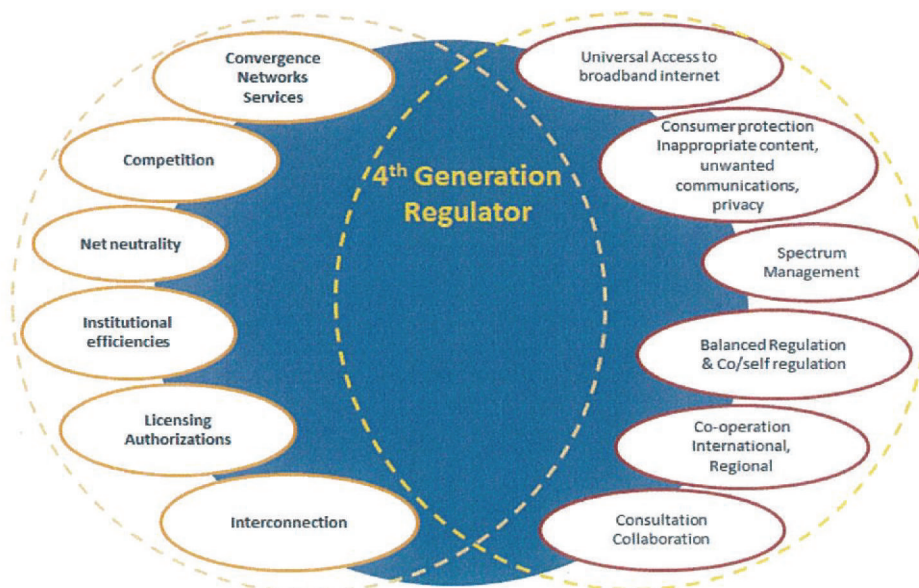 Convergence
Networks
Services
Competition
Net neutrality
Institutional
efficiencies
Licensing
Authorizations
Interconnection
4th Generation
Regulator
Universal Access to
broadband internet
Consumer protection
Inappropriate content,
unwanted
communications,
privacy
Spectrum
Management
Balanced Regulation
& Co/self regulation
Co-operation
International,
Regional
Consultation
Collaboration